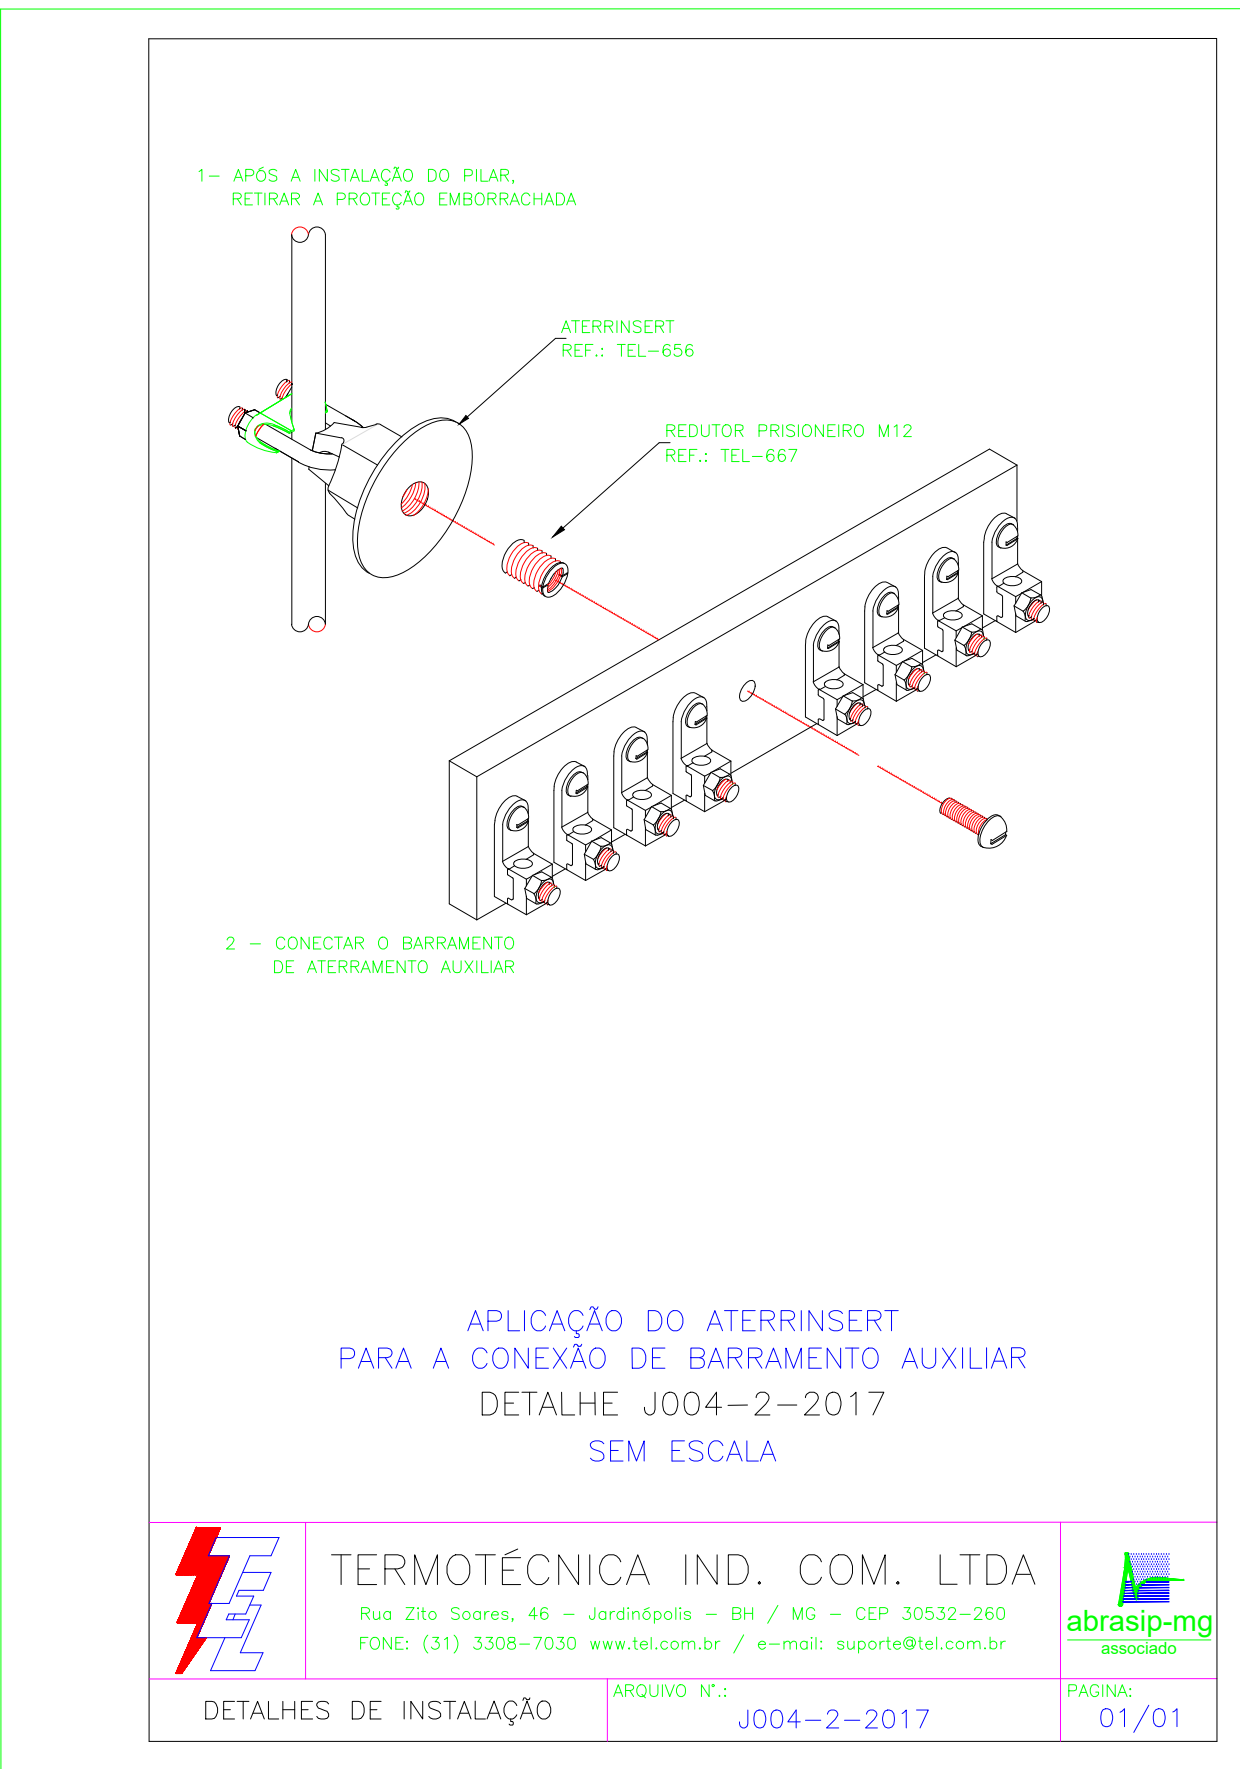 1- APÓS A INSTALAÇÃO DO PILAR,
RETIRAR A PROTEÇÃO EMBORRACHADA
ATERRINSERT
REF.: TEL-656
REDUTOR PRISIONEIRO M12
REF.: TEL-667
2 - CONECTAR O BARRAMENTO
DE ATERRAMENTO AUXILIAR
APLICAÇÃO DO ATERRINSERT
PARA A CONEXÃO DE BARRAMENTO AUXILIAR
DETALHE J004-2-2017
SEM ESCALA
TEL
TERMOTÉCNICA IND. COM. LTDA
Rua Zito Soares, 46 - Jardinópolis - BH / MG - CEP 30532-260
FONE: (31) 3308-7030 www.tel.com.br / e-mail: suporte@tel.com.br
abrasip-mg
associado
DETALHES DE INSTALAÇÃO
ARQUIVO N°.:
J004-2-2017
PAGINA:
01/01